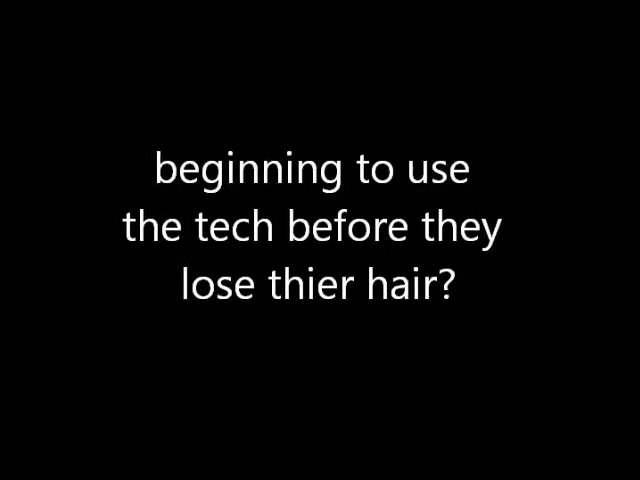 beginning to use
the tech before they
lose thier hair?